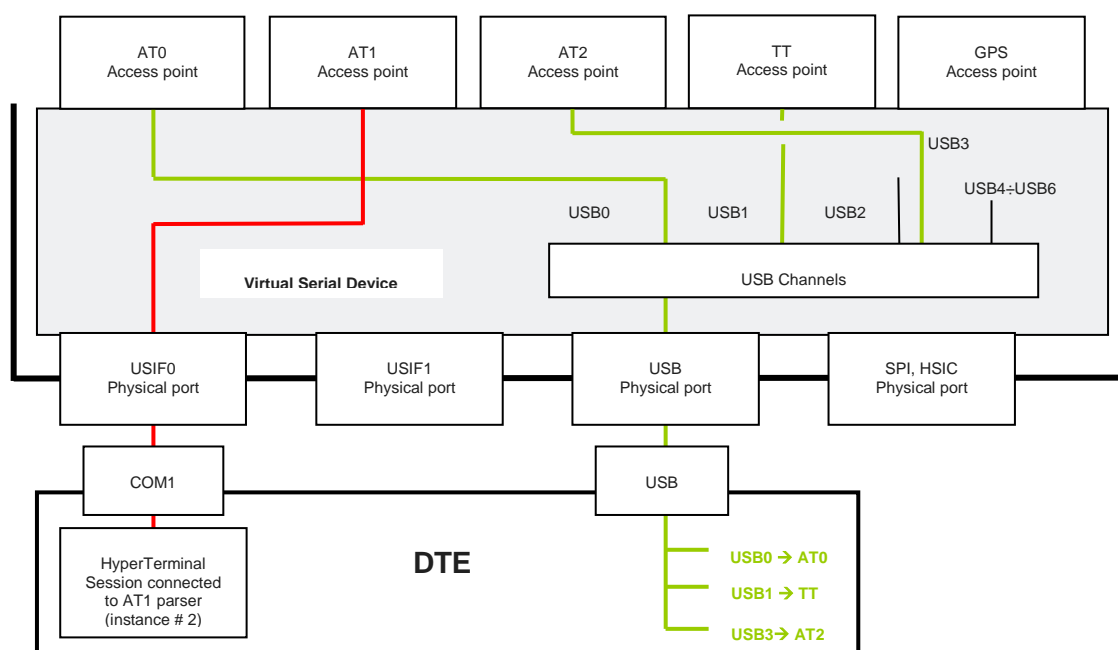 AT0
Access point
AT1
Access point
AT2
Access point
TT
Access point
GPS
Access point
USB3
USB4÷USB6
USB0
USB1
USB2
Virtual Serial Device
USB Channels
USIF0
Physical port
USIF1
Physical port
USB
Physical port
SPI, HSIC
Physical port
COM1
USB
HyperTerminal
Session connected
to AT1 parser
(instance # 2)
DTE
USB0 → AT0
USB1 → TT
USB3→ AT2